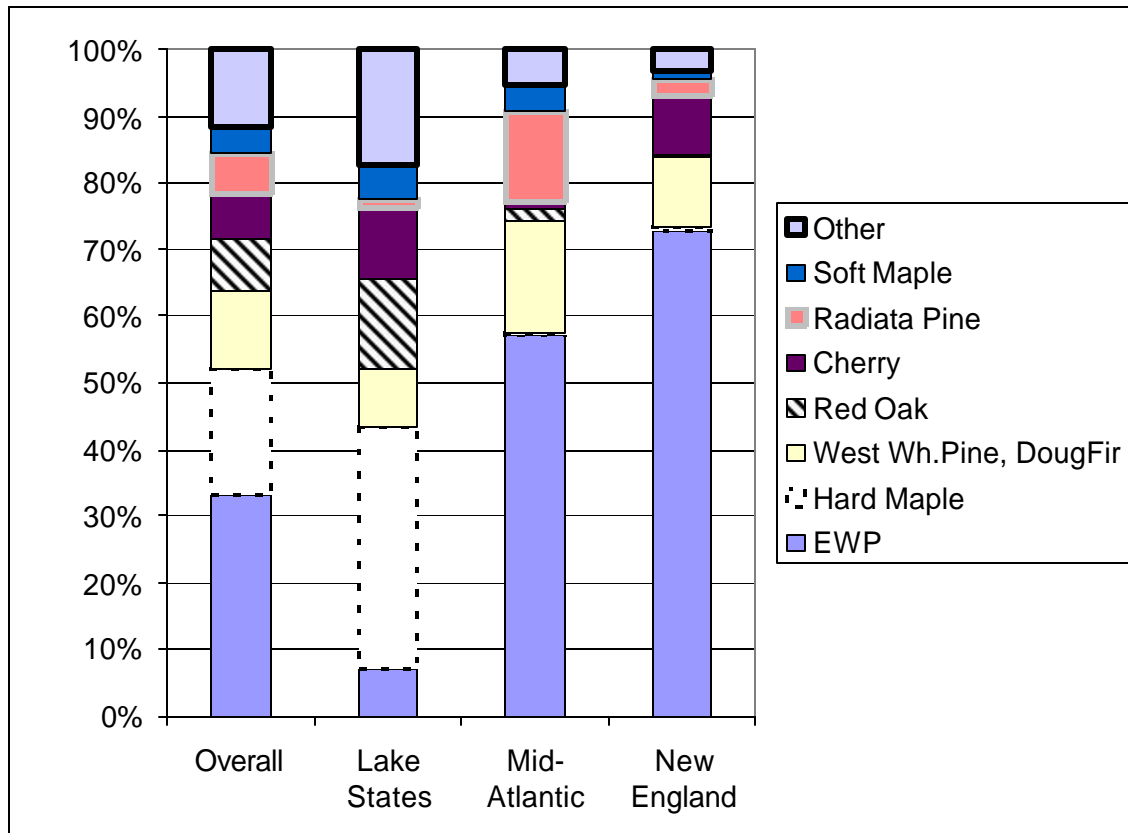 100%
90%
80%
70%
60%
50%
40%
30%
20%
10%
0%
Overall
Lake
States
Mid-
Atlantic
New
England
Other
Soft Maple
Radiata Pine
Cherry
Red Oak
West Wh.Pine, DougFir
Hard Maple
EWP